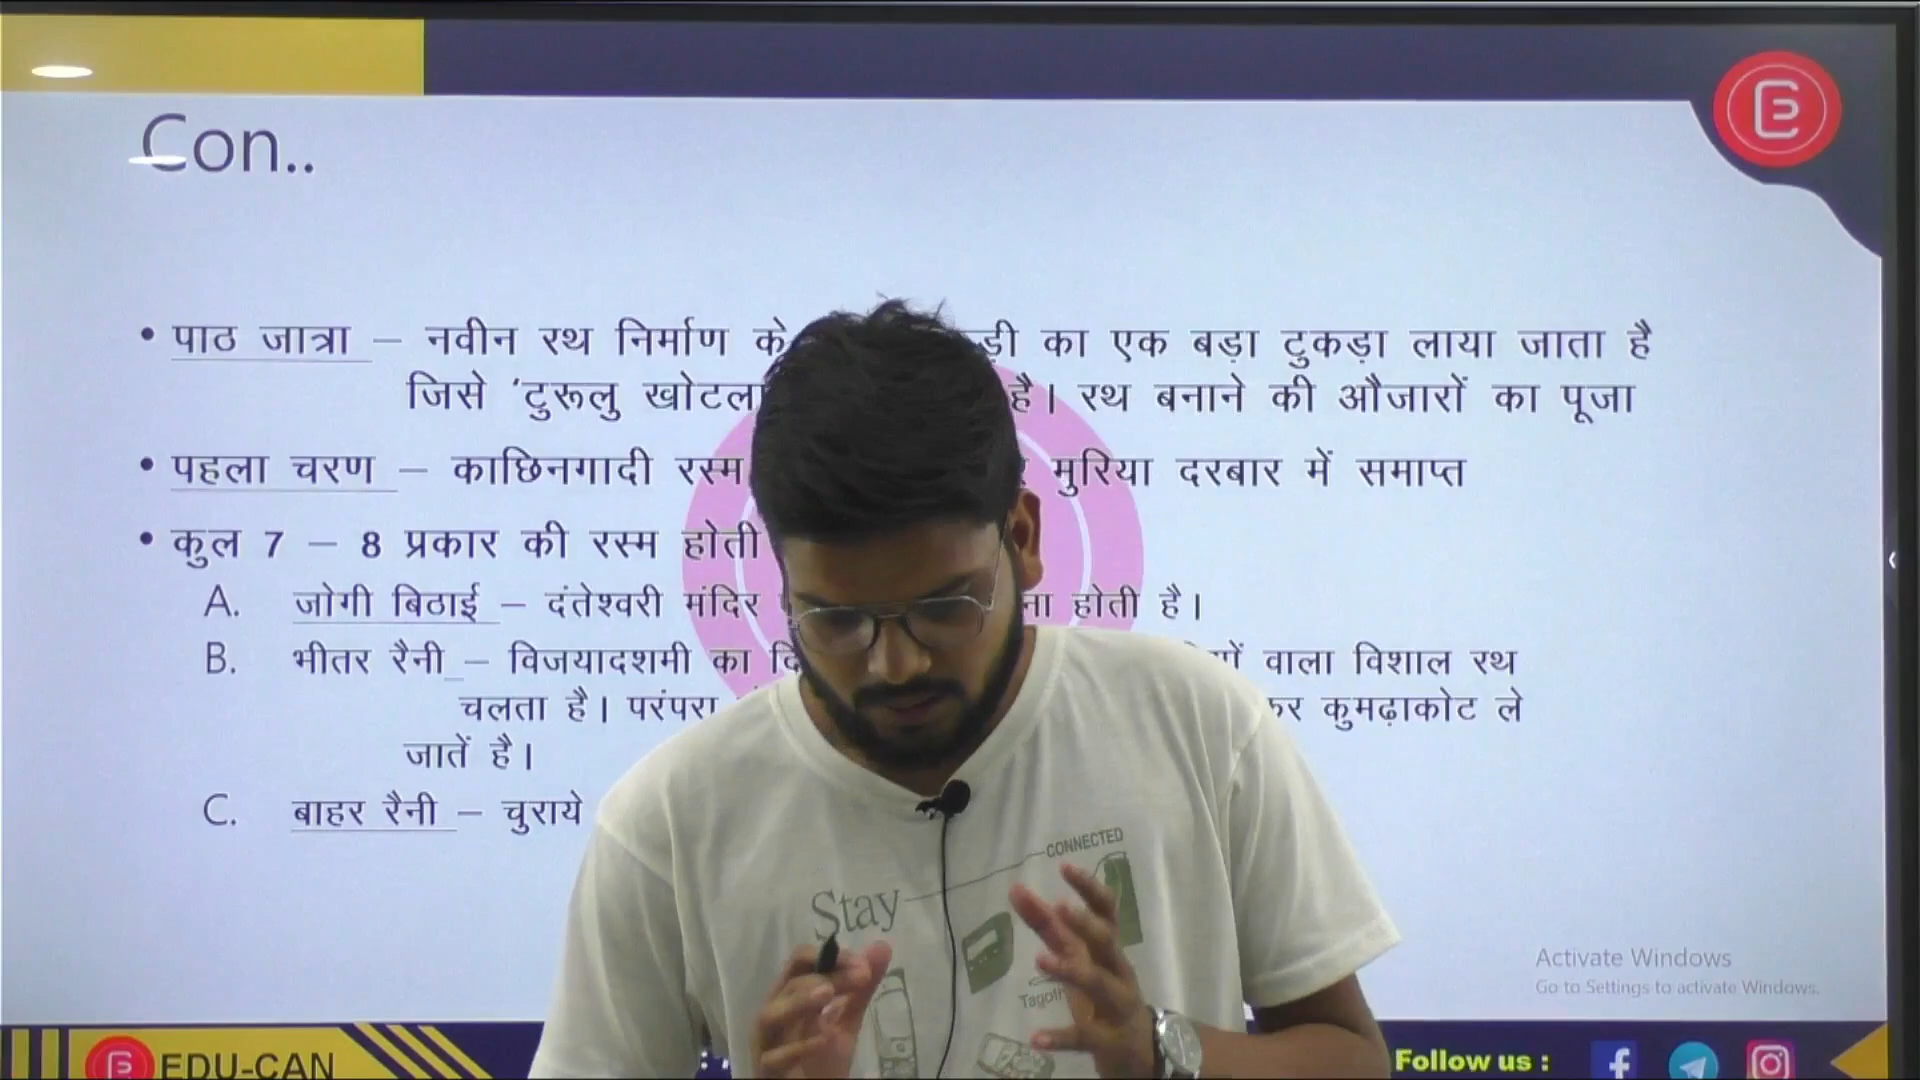 Con..
• पाठ जात्रा – नवीन रथ निर्माण के ड़ी का एक बड़ा टुकड़ा लाया जाता है
जिसे 'टुरूलु खोटला है। रथ बनाने की औजारों का पूजा
• पहला चरण – काछिनगादी रस्म मुरिया दरबार में समाप्त
• कुल 7 – 8 प्रकार की रस्म होती
A. जोगी बिठाई – दंतेश्वरी मंदिर ना होती है।
B. भीतर रैनी – विजयादशमी का वाला विशाल रथ
चलता है। परंपरा कुमढ़ाकोट ले
जातें है।
C. बाहर रैनी – चुराये
CONNECTED
Stay
Activate Windows
Go to Settings to activate Windows.
EDU-CAN
Follow us :